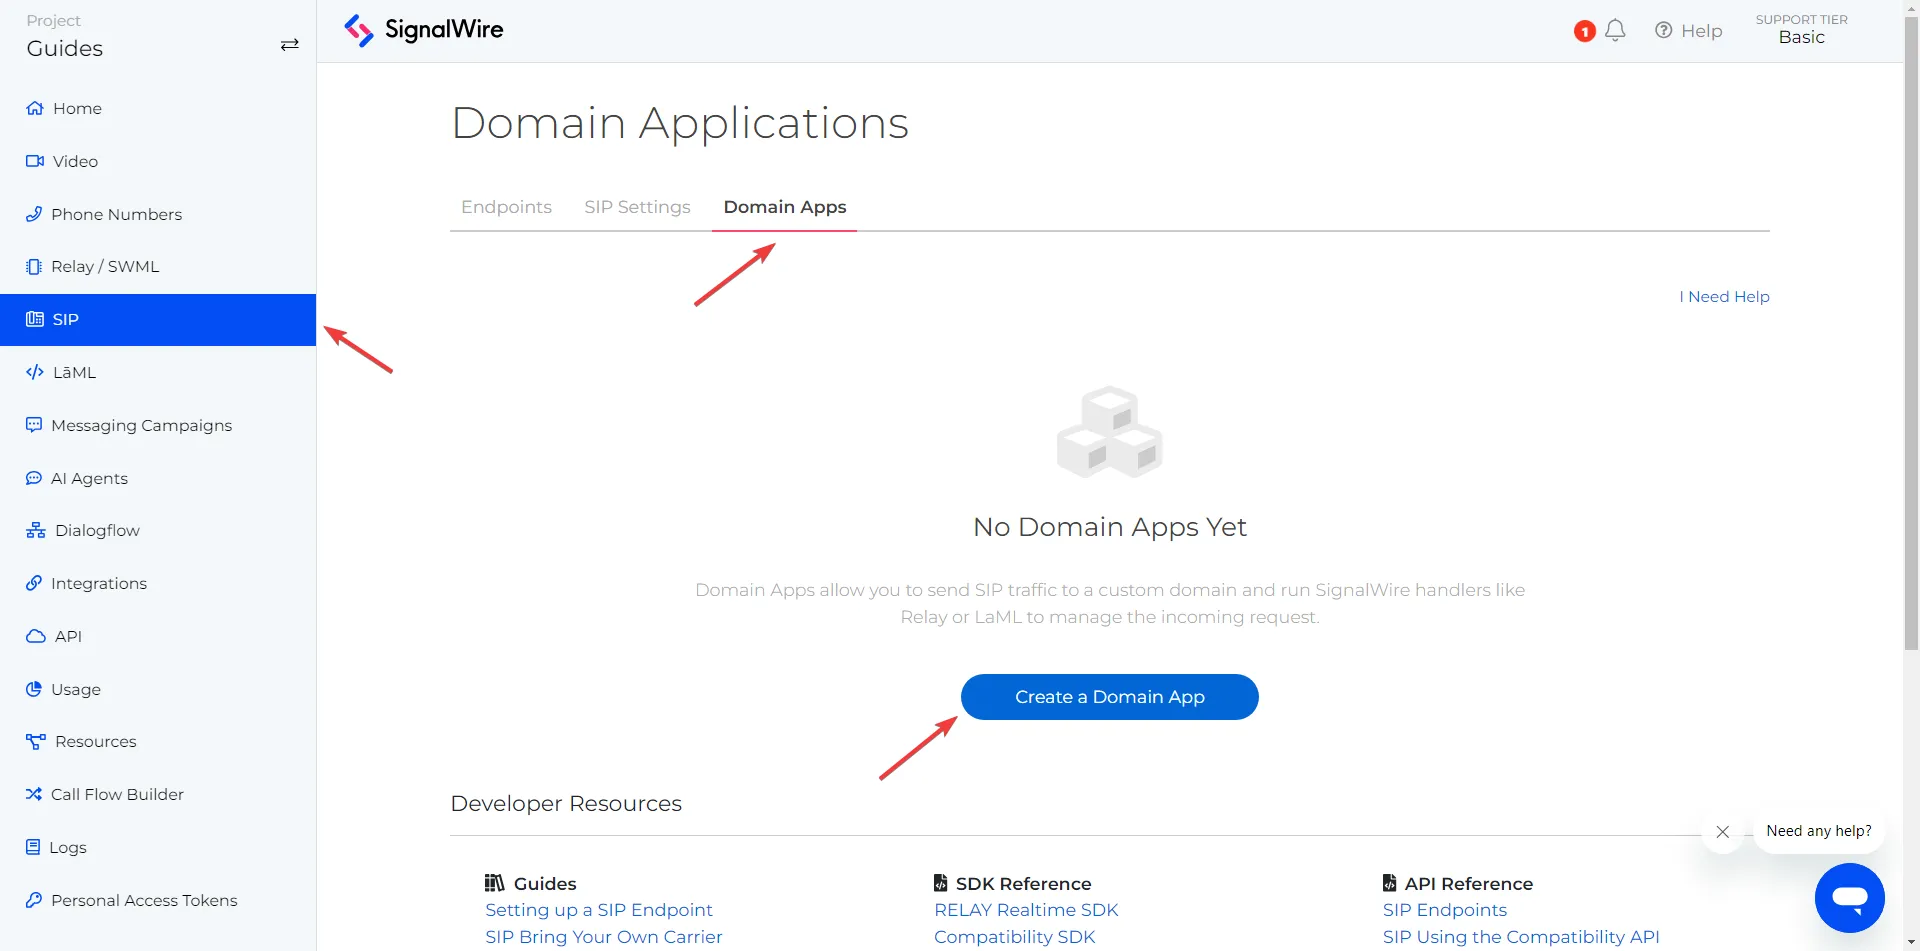 Project
Guides
Home
Video
Phone Numbers
Relay / SWML
SIP
LāML
Messaging Campaigns
AI Agents
Dialogflow
Integrations
API
Usage
Resources
Call Flow Builder
Logs
Personal Access Tokens
SignalWire
1
Help
SUPPORT TIER
Basic
Domain Applications
Endpoints SIP Settings Domain Apps
I Need Help
No Domain Apps Yet
Domain Apps allow you to send SIP traffic to a custom domain and run SignalWire handlers like
Relay or LaML to manage the incoming request.
Create a Domain App
Developer Resources
Guides
Setting up a SIP Endpoint
SIP Bring Your Own Carrier
SDK Reference
RELAY Realtime SDK
Compatibility SDK
API Reference
SIP Endpoints
SIP Using the Compatibility API
Need any help?